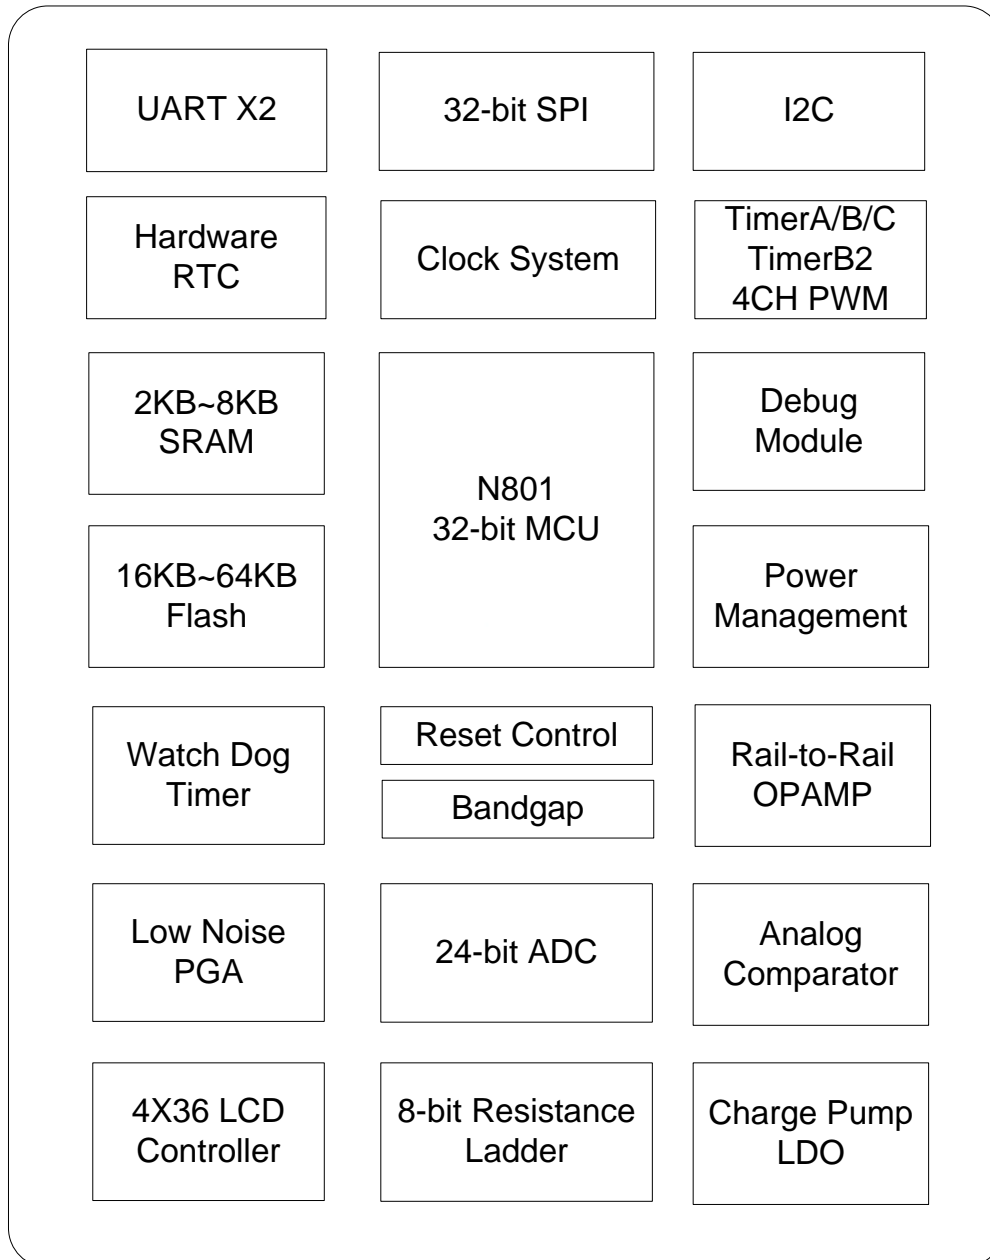 UART X2
32-bit SPI
I2C
Hardware
RTC
Clock System
TimerA/B/C
TimerB2
4CH PWM
2KB~8KB
SRAM
N801
32-bit MCU
Debug
Module
16KB~64KB
Flash
Power
Management
Watch Dog
Timer
Reset Control
Bandgap
Rail-to-Rail
OPAMP
Low Noise
PGA
24-bit ADC
Analog
Comparator
4X36 LCD
Controller
8-bit Resistance
Ladder
Charge Pump
LDO